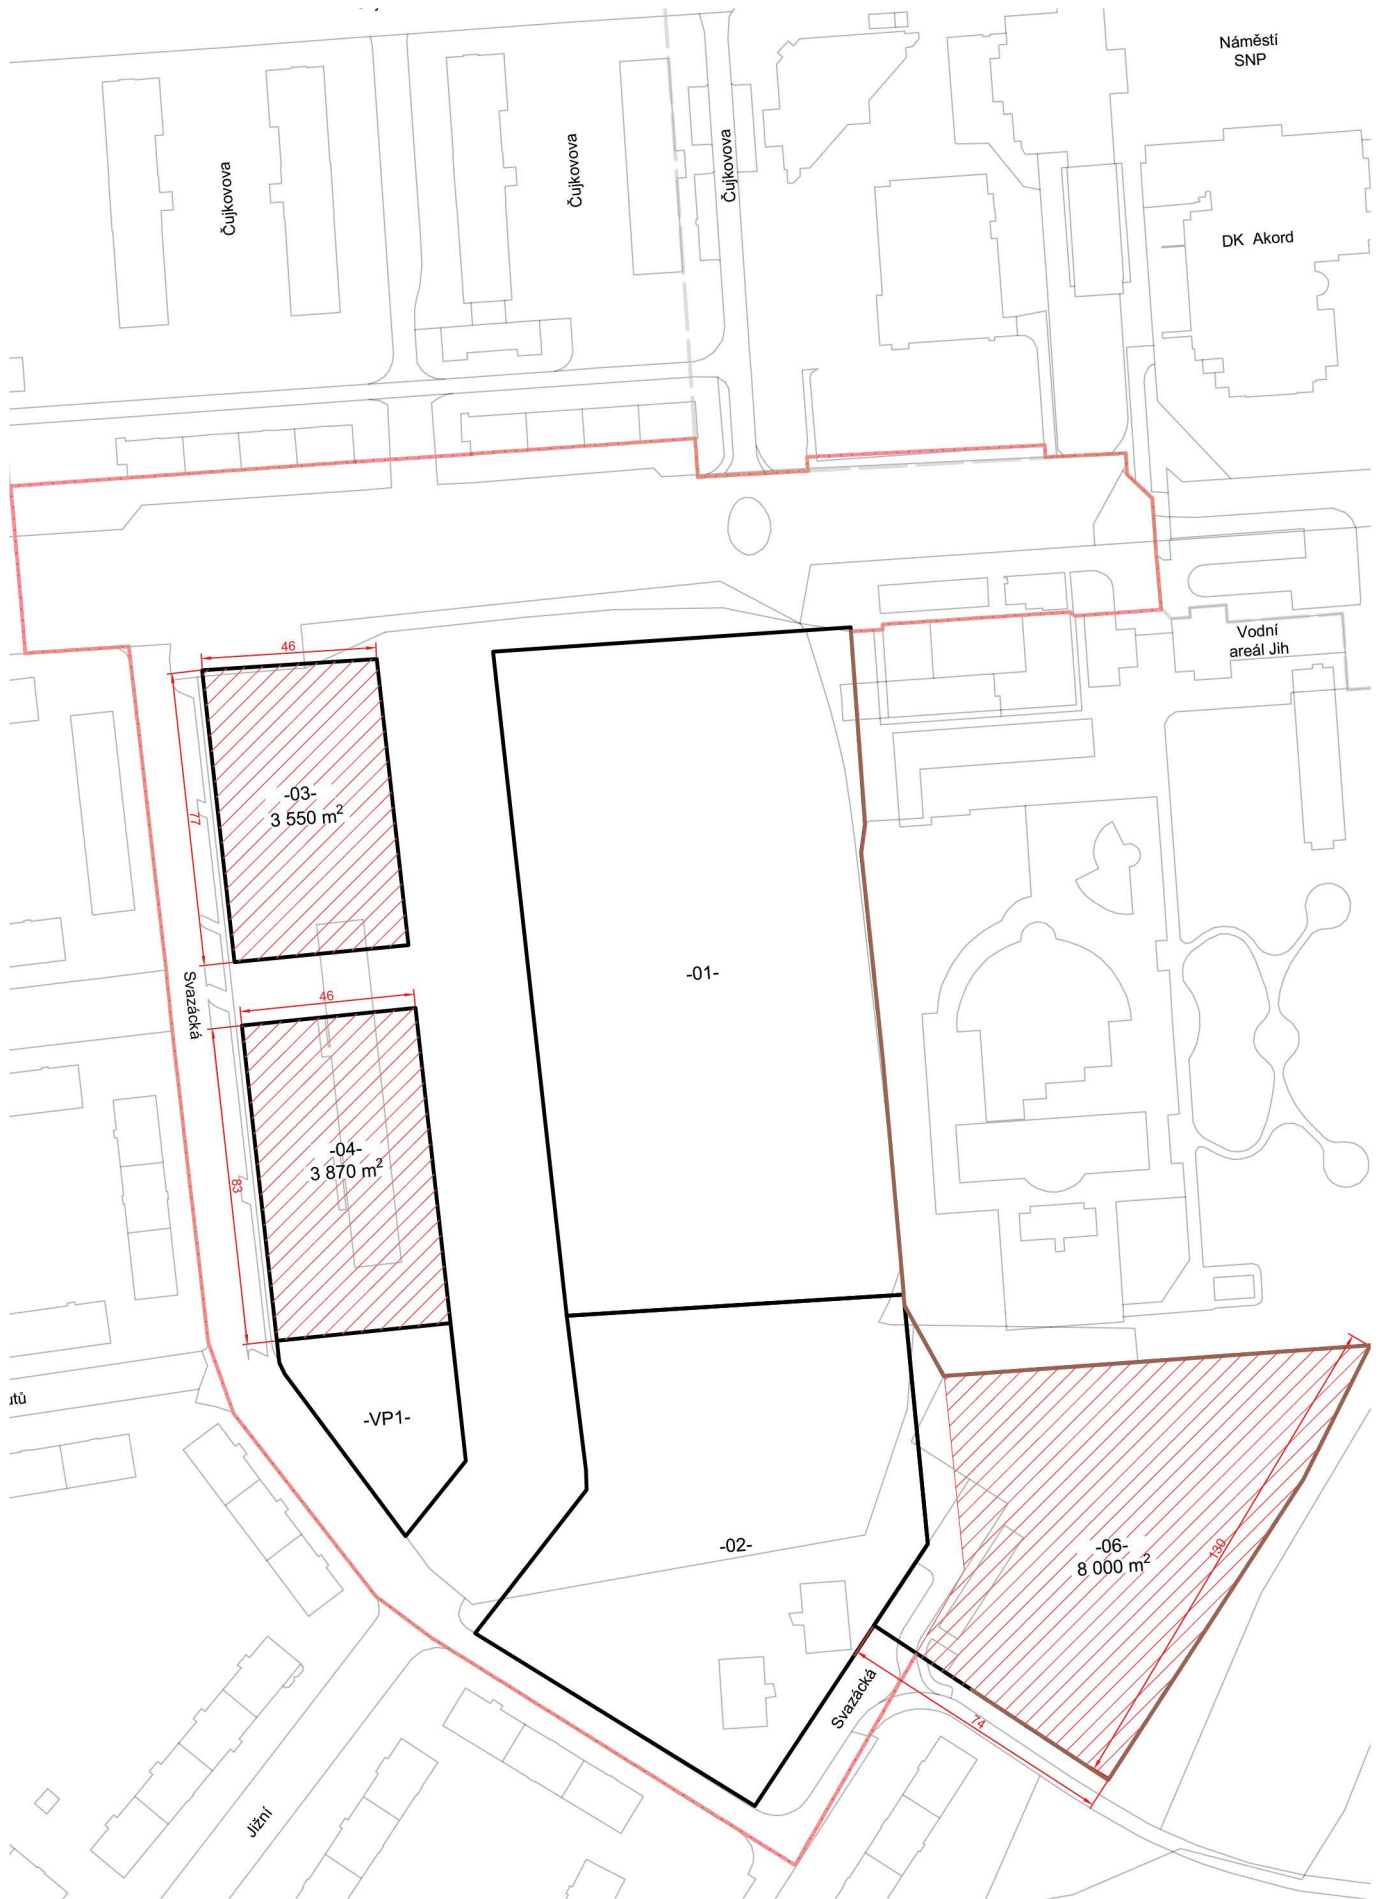 Náměstí
SNP
Čujkovova
Čujkovova
Čujkovova
DK Akord
Vodní
areál Jih
46
77
-03-
3 550 m²
-01-
Svazácká
46
83
-04-
3 870 m²
-VP1-
utů
-02-
-06-
8 000 m²
130
74
Svazácká
Jižní